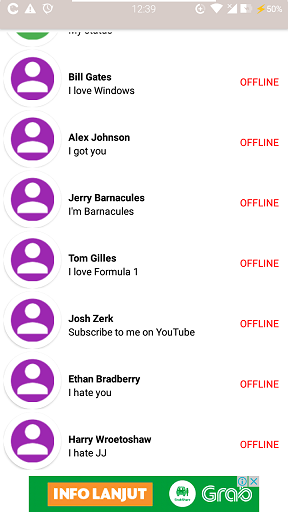 12:39
50%
My status
Bill Gates
I love Windows
OFFLINE
Alex Johnson
I got you
OFFLINE
Jerry Barnacules
I'm Barnacules
OFFLINE
Tom Gilles
I love Formula 1
OFFLINE
Josh Zerk
Subscribe to me on YouTube
OFFLINE
Ethan Bradberry
I hate you
OFFLINE
Harry Wroetoshaw
I hate JJ
OFFLINE
INFO LANJUT
Grab